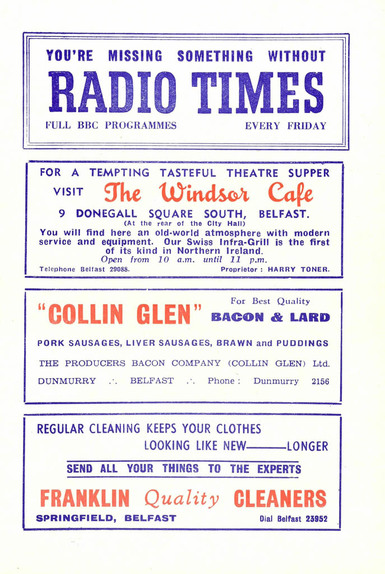 YOU'RE MISSING SOMETHING WITHOUT
RADIO TIMES
FULL BBC PROGRAMMES EVERY FRIDAY
FOR A TEMPTING TASTEFUL THEATRE SUPPER
VISIT The Windsor Cafe
9 DONEGALL SQUARE SOUTH, BELFAST.
(At the rear of the City Hall)
You will find here an old-world atmosphere with modern
service and equipment. Our Swiss Infra-Grill is the first
of its kind in Northern Ireland.
Open from 10 a.m. until 11 p.m.
Telephone Belfast 29088. Proprietor : HARRY TONER.
"COLLIN GLEN" For Best Quality
BACON & LARD
PORK SAUSAGES, LIVER SAUSAGES, BRAWN and PUDDINGS
THE PRODUCERS BACON COMPANY (COLLIN GLEN) Ltd.
DUNMURRY .·. BELFAST .·. Phone : Dunmurry 2156
REGULAR CLEANING KEEPS YOUR CLOTHES
LOOKING LIKE NEW——LONGER
SEND ALL YOUR THINGS TO THE EXPERTS
FRANKLIN Quality CLEANERS
SPRINGFIELD, BELFAST Dial Belfast 23952